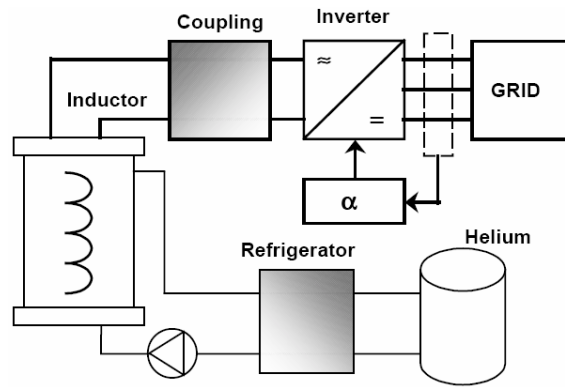 Coupling
Inverter
≈
=
GRID
Inductor
α
Refrigerator
Helium